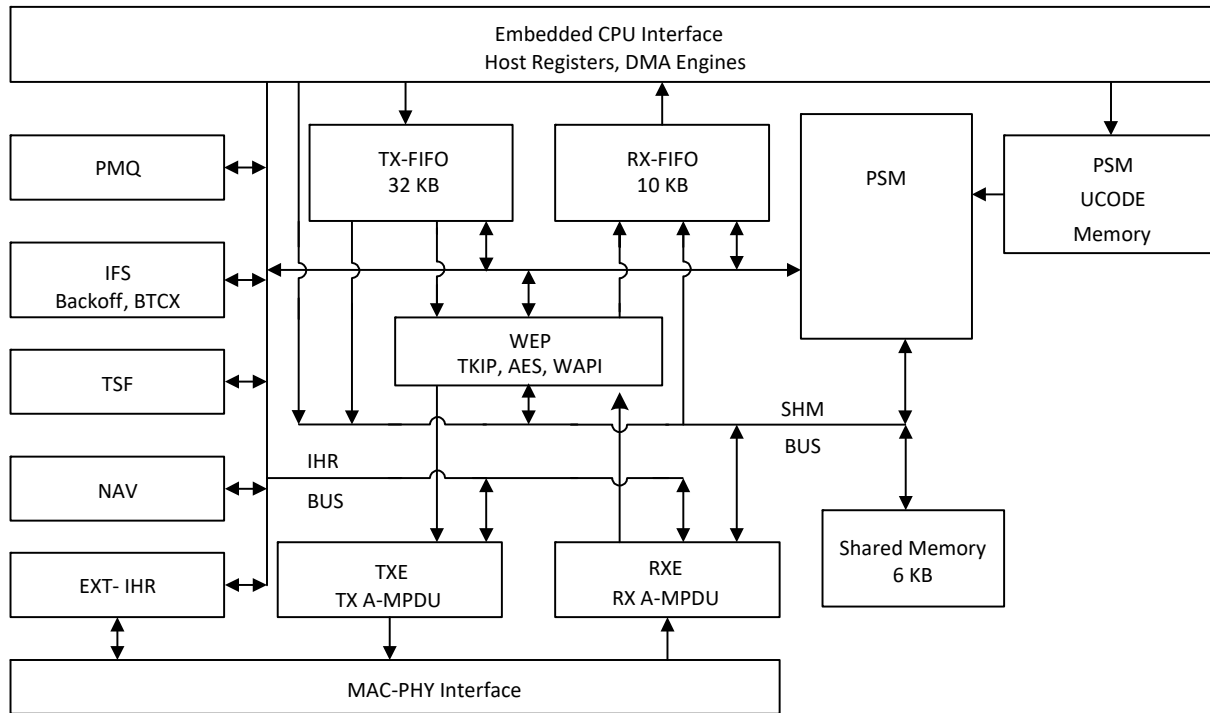 Embedded CPU Interface
Host Registers, DMA Engines
PMQ
TX-FIFO
32 KB
RX-FIFO
10 KB
PSM
PSM
UCODE
Memory
IFS
Backoff, BTCX
WEP
TKIP, AES, WAPI
TSF
SHM
BUS
IHR
BUS
NAV
EXT- IHR
TXE
TX A-MPDU
RXE
RX A-MPDU
Shared Memory
6 KB
MAC-PHY Interface